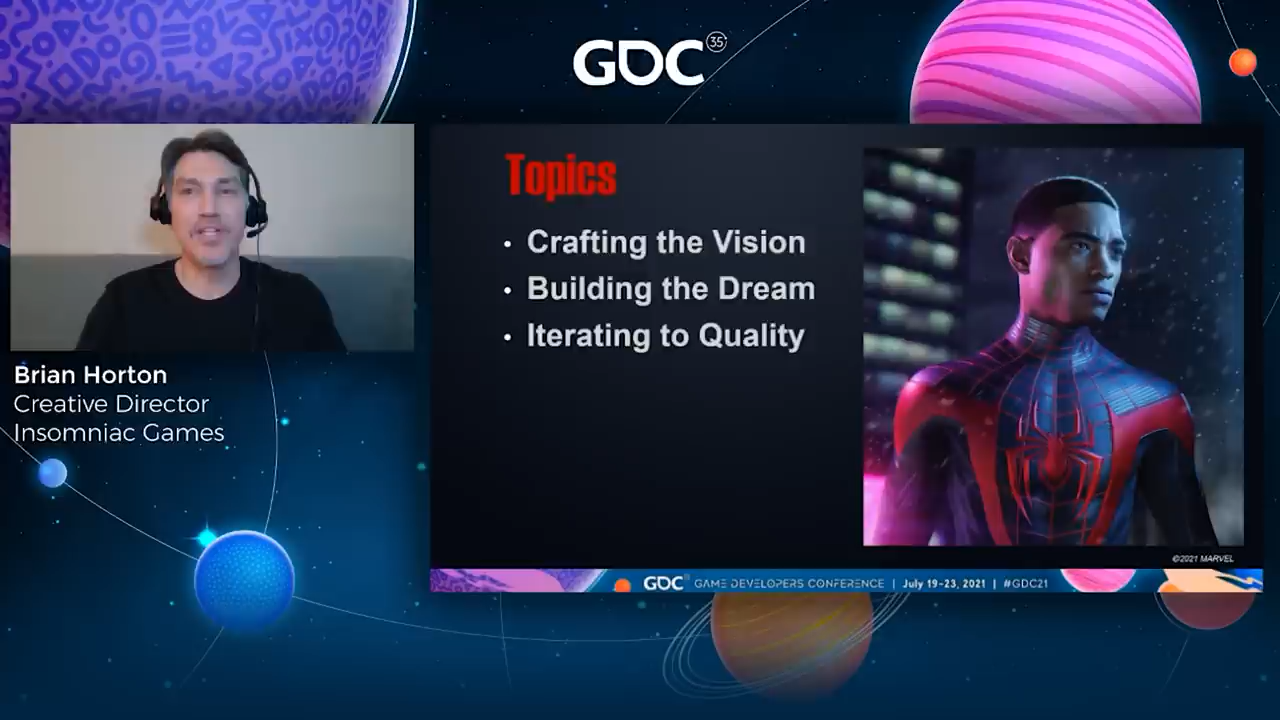 GDC 35
Brian Horton
Creative Director
Insomniac Games
Topics
• Crafting the Vision
• Building the Dream
• Iterating to Quality
©2021 MARVEL
GDC GAME DEVELOPERS CONFERENCE | July 19-23, 2021 | #GDC21